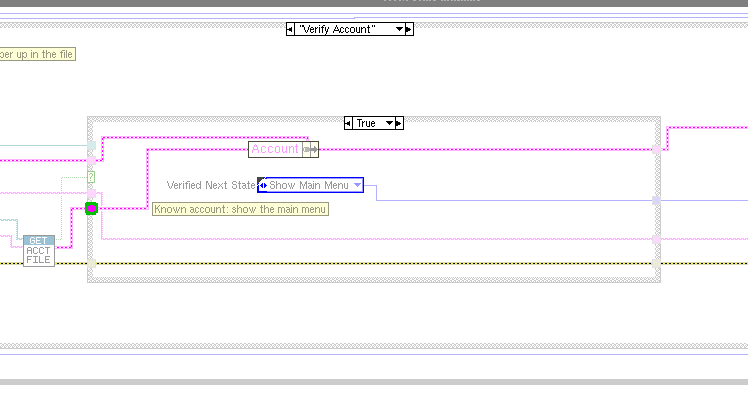 "Verify Account"
per up in the file
True
Account
Verified Next State
Show Main Menu
?
Known account: show the main menu
GET
ACCT
FILE